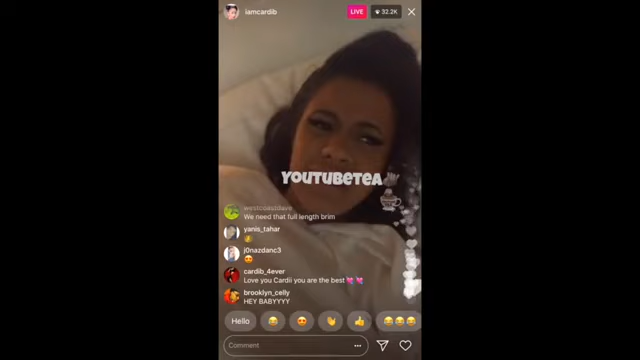 iamcardib
LIVE
32.2K
YOUTUBETEA
westcoastdave
We need that full length brim
yanis_tahar
j0nazdanc3
cardib_4ever
Love you Cardii you are the best
brooklyn_celly
HEY BABYYYY
Hello
Comment